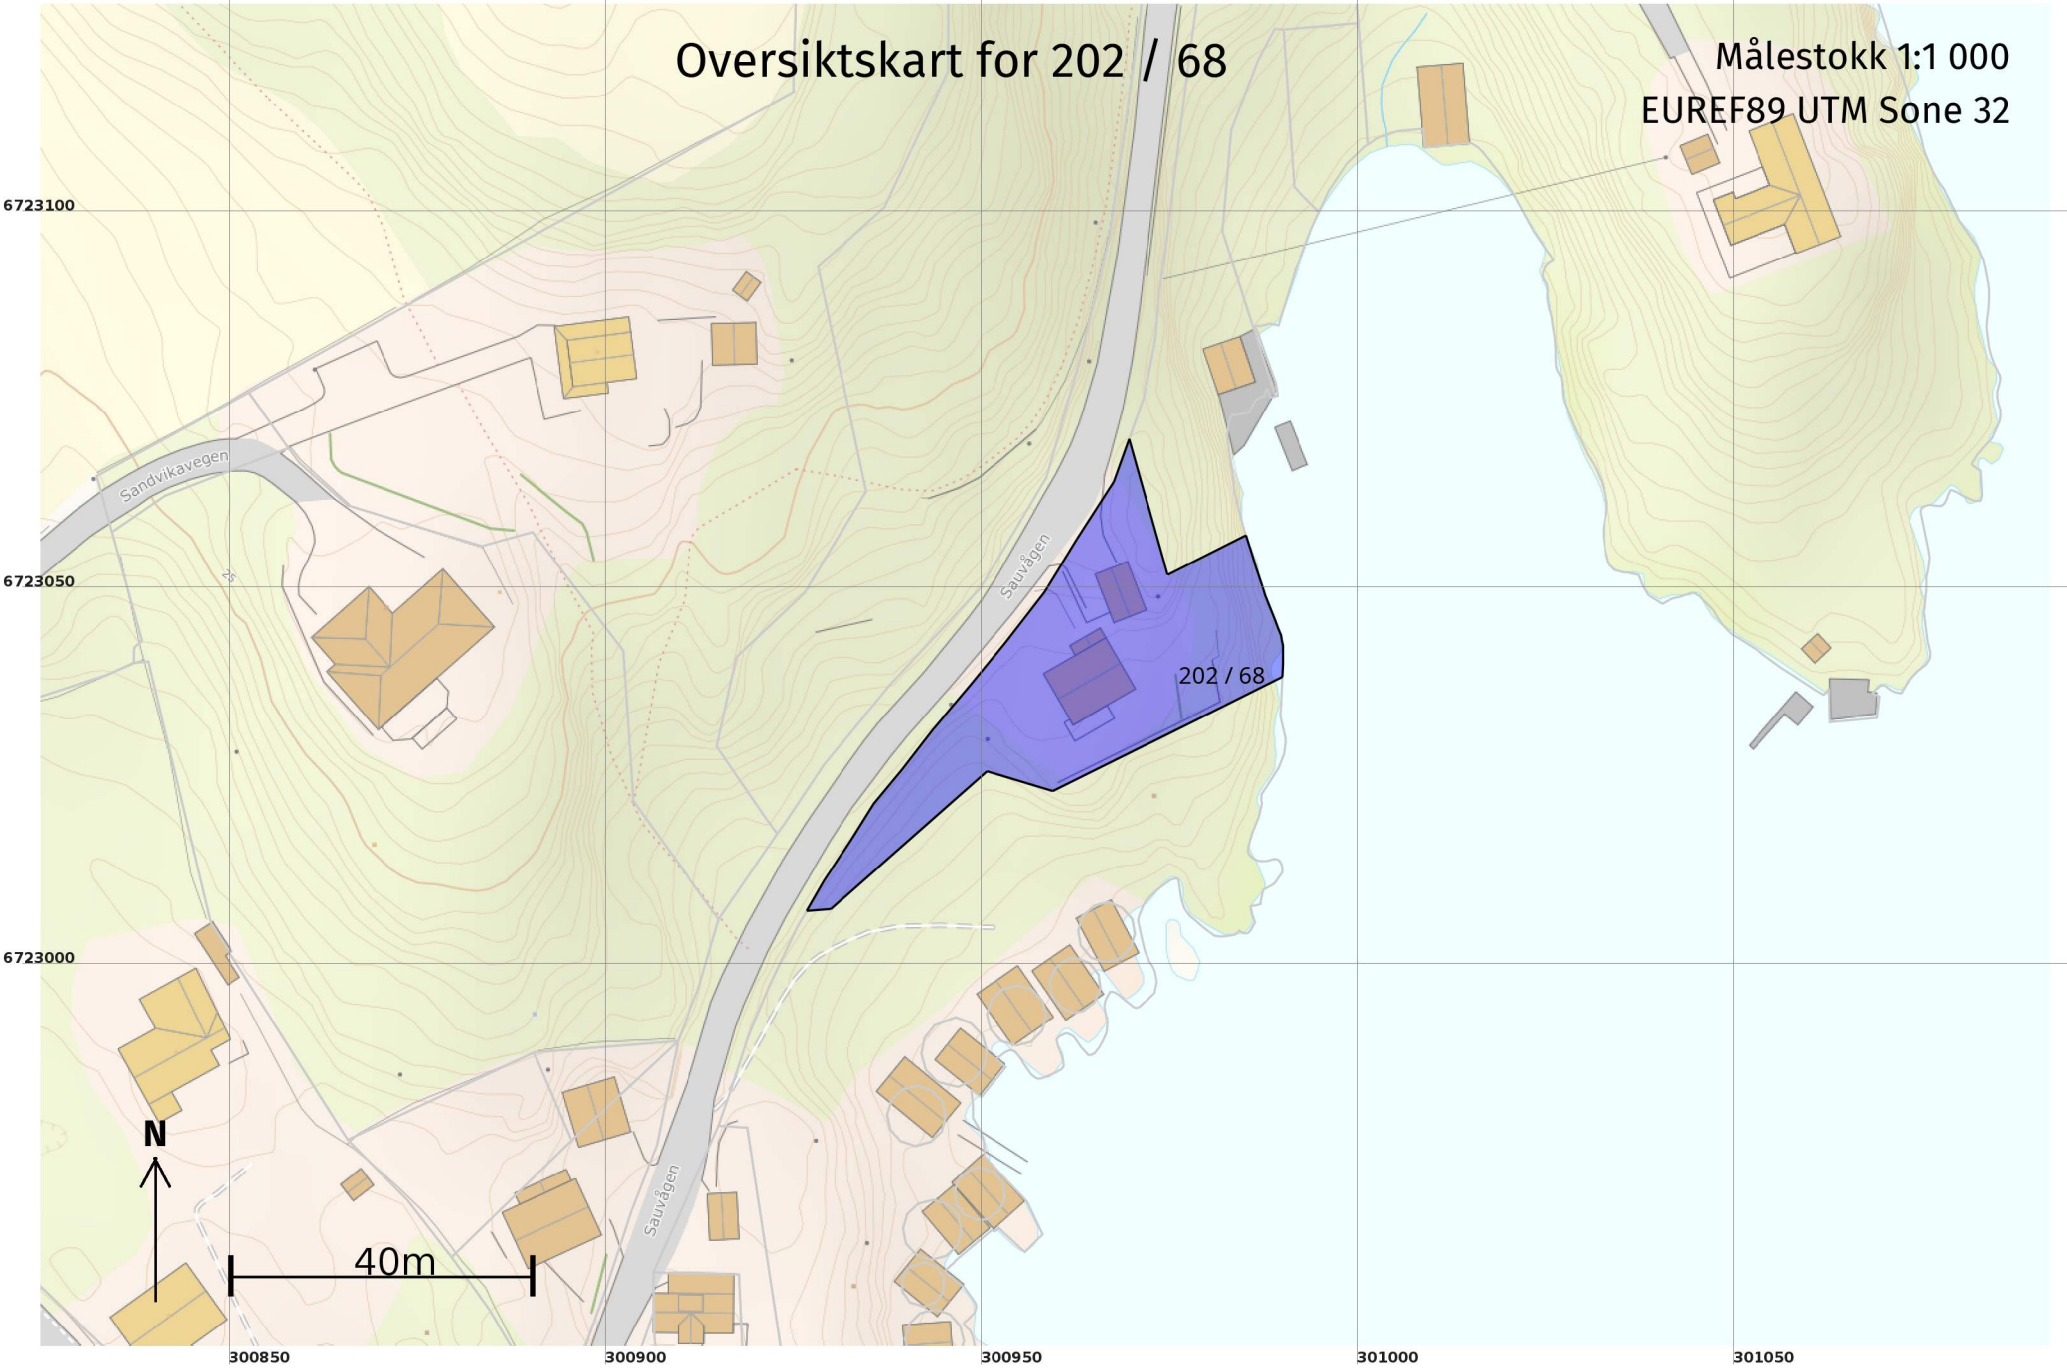 Oversiktskart for 202 / 68
Målestokk 1:1 000
EUREF89 UTM Sone 32
6723100
Sandvikavegen
Sauvågen
25
6723050
202 / 68
6723000
N
Sauvågen
40m
300850
300900
300950
301000
301050